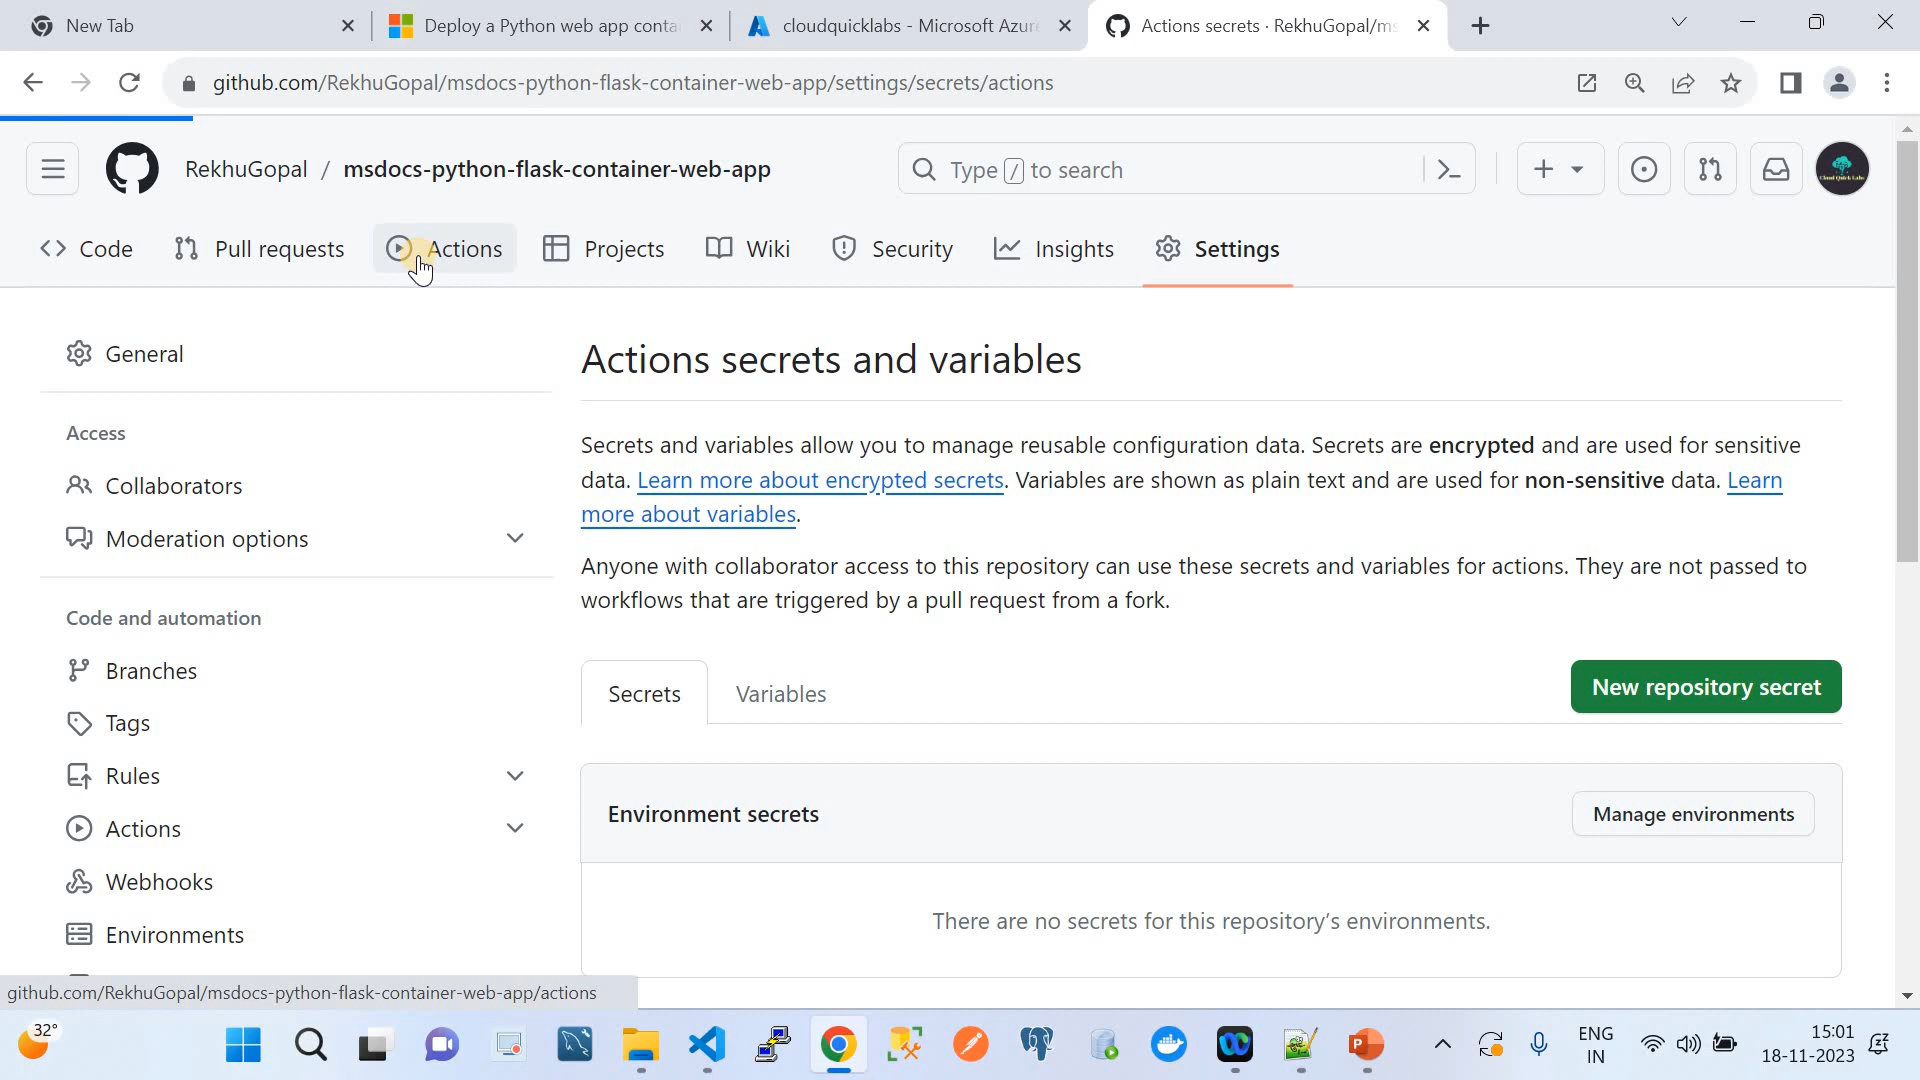 New Tab
Deploy a Python web app conta
cloudquicklabs - Microsoft Azur
Actions secrets · RekhuGopal/ms
github.com/RekhuGopal/msdocs-python-flask-container-web-app/settings/secrets/actions
RekhuGopal / msdocs-python-flask-container-web-app
Type / to search
Code
Pull requests
Actions
Projects
Wiki
Security
Insights
Settings
General
Access
Collaborators
Moderation options
Code and automation
Branches
Tags
Rules
Actions
Webhooks
Environments
Actions secrets and variables
Secrets and variables allow you to manage reusable configuration data. Secrets are encrypted and are used for sensitive
data. Learn more about encrypted secrets. Variables are shown as plain text and are used for non-sensitive data. Learn
more about variables.
Anyone with collaborator access to this repository can use these secrets and variables for actions. They are not passed to
workflows that are triggered by a pull request from a fork.
Secrets
Variables
New repository secret
Environment secrets
Manage environments
There are no secrets for this repository's environments.
github.com/RekhuGopal/msdocs-python-flask-container-web-app/actions
32°
ENG
IN
15:01
18-11-2023